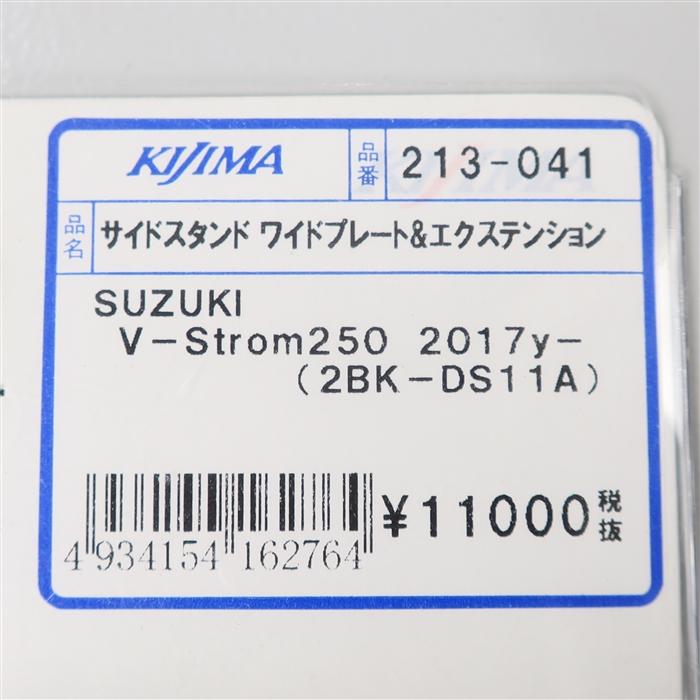 KIJIMA 品番 213-041
品名 サイドスタンド ワイドプレート&エクステンション
SUZUKI
V-Strom250 2017y-
(2BK-DS11A)
¥11000 税抜
4 934154 162764